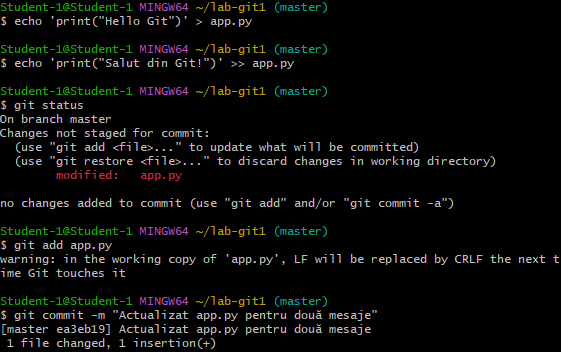 Student-1@Student-1 MINGW64 ~/lab-git1 (master)
$ echo 'print("Hello Git")' > app.py
Student-1@Student-1 MINGW64 ~/lab-git1 (master)
$ echo 'print("Salut din Git!")' >> app.py
Student-1@Student-1 MINGW64 ~/lab-git1 (master)
$ git status
On branch master
Changes not staged for commit:
  (use "git add <file>..." to update what will be committed)
  (use "git restore <file>..." to discard changes in working directory)
        modified:   app.py
no changes added to commit (use "git add" and/or "git commit -a")
Student-1@Student-1 MINGW64 ~/lab-git1 (master)
$ git add app.py
warning: in the working copy of 'app.py', LF will be replaced by CRLF the next t
ime Git touches it
Student-1@Student-1 MINGW64 ~/lab-git1 (master)
$ git commit -m "Actualizat app.py pentru două mesaje"
[master ea3eb19] Actualizat app.py pentru două mesaje
 1 file changed, 1 insertion(+)